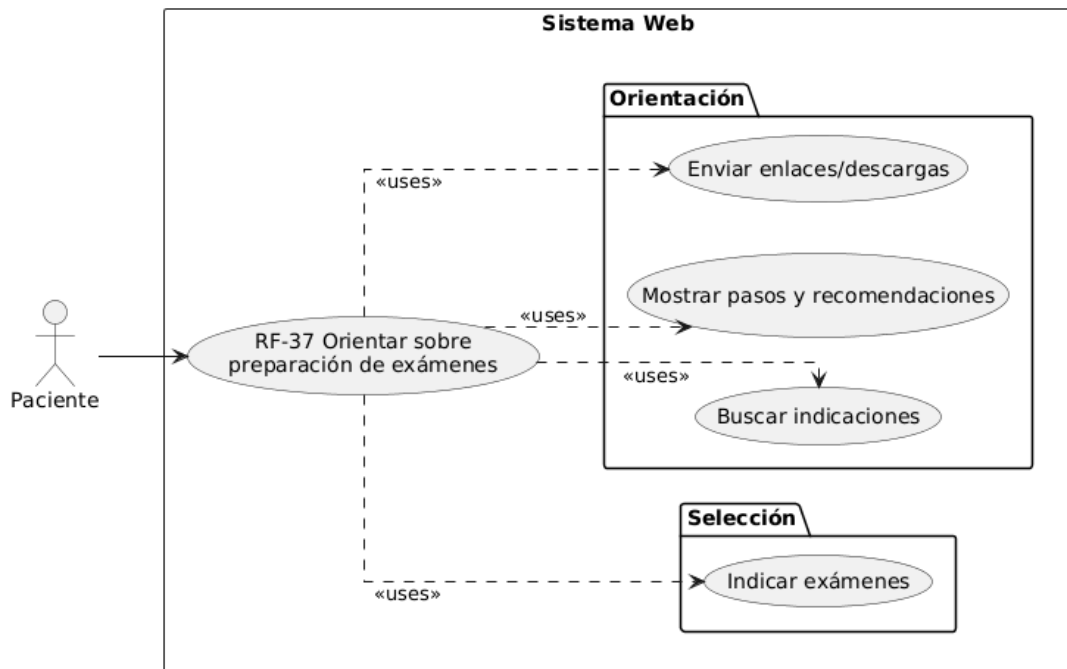 Sistema Web
Orientación
Enviar enlaces/descargas
«uses»
Mostrar pasos y recomendaciones
«uses»
RF-37 Orientar sobre
preparación de exámenes
«uses»
Paciente
Buscar indicaciones
Selección
Indicar exámenes
«uses»